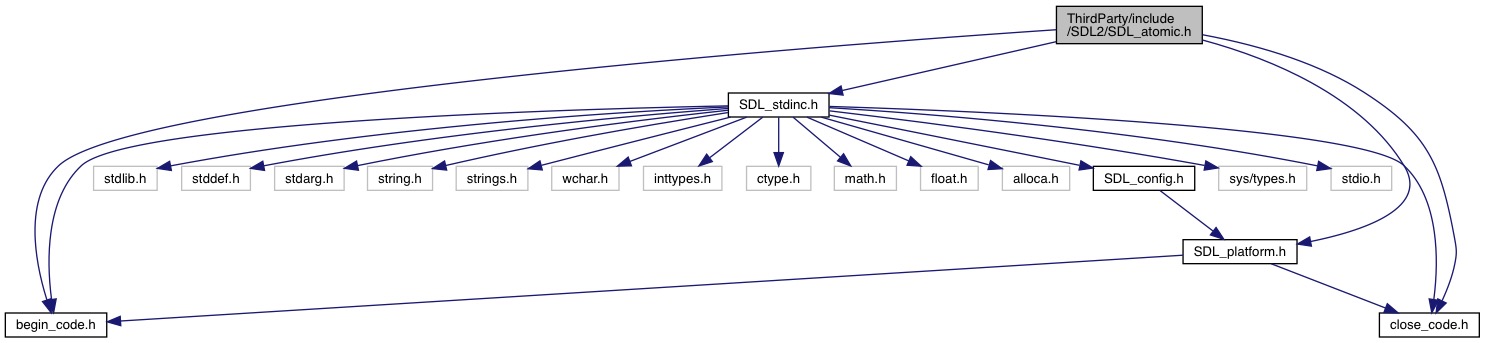 ThirdParty/include
/SDL2/SDL_atomic.h
SDL_stdinc.h
stdlib.h
stddef.h
stdarg.h
string.h
strings.h
wchar.h
inttypes.h
ctype.h
math.h
float.h
alloca.h
SDL_config.h
sys/types.h
stdio.h
SDL_platform.h
begin_code.h
close_code.h